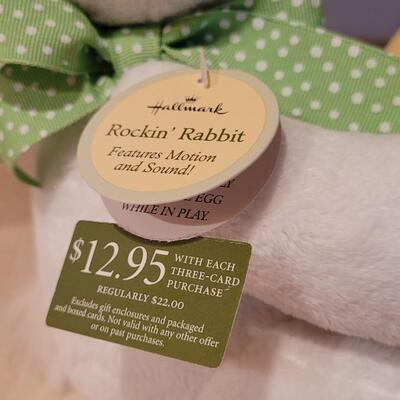 Hallmark
Rockin' Rabbit
Features Motion
and Sound!
EGG
WHILE IN PLAY.
$12.95 WITH EACH
THREE-CARD
PURCHASE
REGULARLY $22.00
Excludes gift enclosures and packaged
and boxed cards. Not valid with any other offer
or on past purchases.